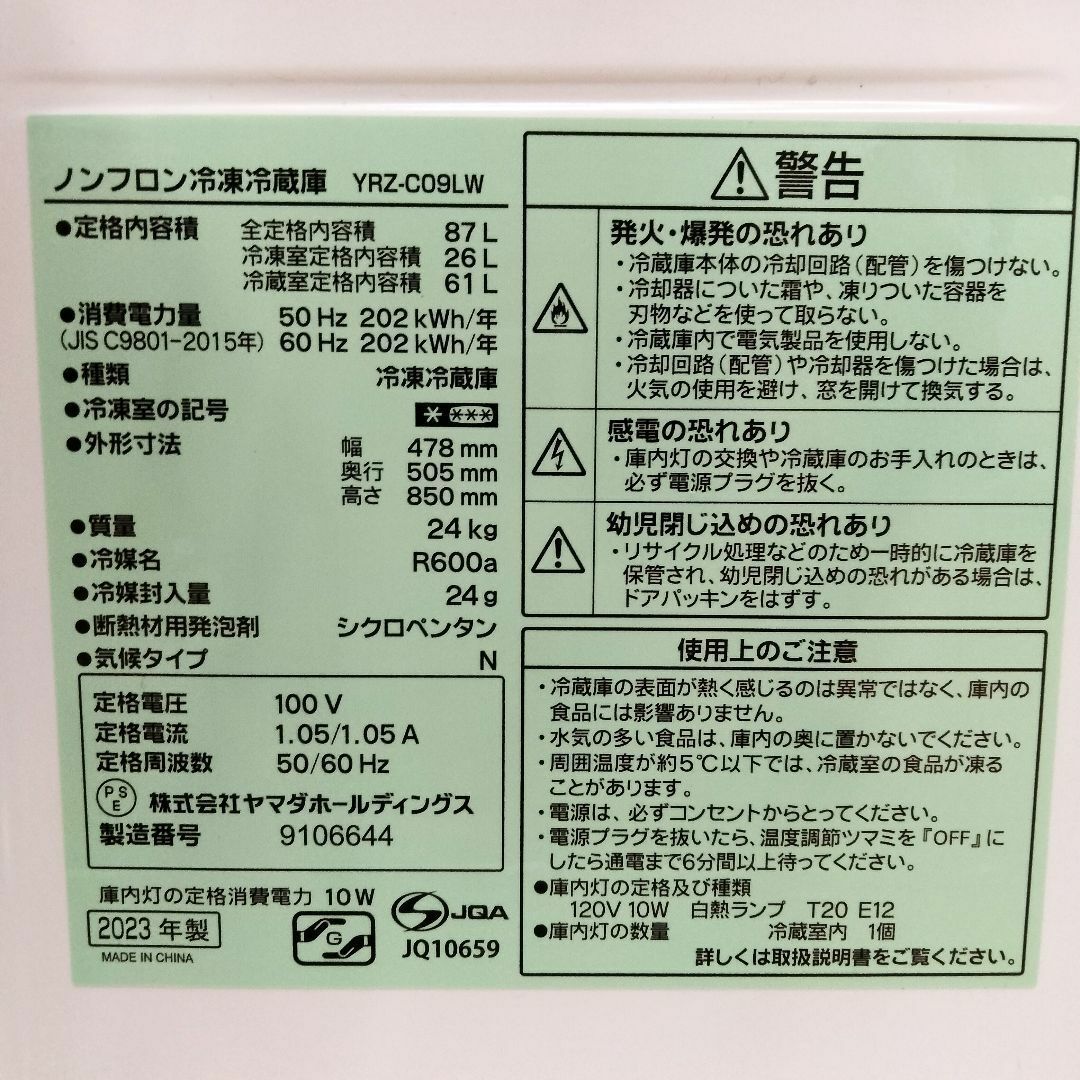 ノンフロン冷凍冷蔵庫 YRZ-C09LW
●定格内容積 全定格内容積 87 L
冷凍室定格内容積 26 L
冷蔵室定格内容積 61 L
●消費電力量 50 Hz 202 kWh/年
(JIS C9801-2015年) 60 Hz 202 kWh/年
●種類 冷凍冷蔵庫
●冷凍室の記号
●外形寸法 幅 478 mm
奥行 505 mm
高さ 850 mm
●質量 24 kg
●冷媒名 R600a
●冷媒封入量 24 g
●断熱材用発泡剤 シクロペンタン
●気候タイプ N
定格電圧 100 V
定格電流 1.05/1.05 A
定格周波数 50/60 Hz
PSE 株式会社ヤマダホールディングス
製造番号 9106644
庫内灯の定格消費電力 10 W
2023 年製
MADE IN CHINA
G
JQA
JQ10659
警告
発火・爆発の恐れあり
・冷蔵庫本体の冷却回路(配管)を傷つけない。
・冷却器についた霜や、凍りついた容器を
刃物などを使って取らない。
・冷蔵庫内で電気製品を使用しない。
・冷却回路(配管)や冷却器を傷つけた場合は、
火気の使用を避け、窓を開けて換気する。
感電の恐れあり
・庫内灯の交換や冷蔵庫のお手入れのときは、
必ず電源プラグを抜く。
幼児閉じ込めの恐れあり
・リサイクル処理などのため一時的に冷蔵庫を
保管され、幼児閉じ込めの恐れがある場合は、
ドアパッキンをはずす。
使用上のご注意
・冷蔵庫の表面が熱く感じるのは異常ではなく、庫内の
食品には影響ありません。
・水気の多い食品は、庫内の奥に置かないでください。
・周囲温度が約5℃以下では、冷蔵室の食品が凍る
ことがあります。
・電源は、必ずコンセントからとってください。
・電源プラグを抜いたら、温度調節ツマミを『OFF』に
したら通電まで6分間以上待ってください。
●庫内灯の定格及び種類
120V 10W 白熱ランプ T20 E12
●庫内灯の数量 冷蔵室内 1個
詳しくは取扱説明書をご覧ください。